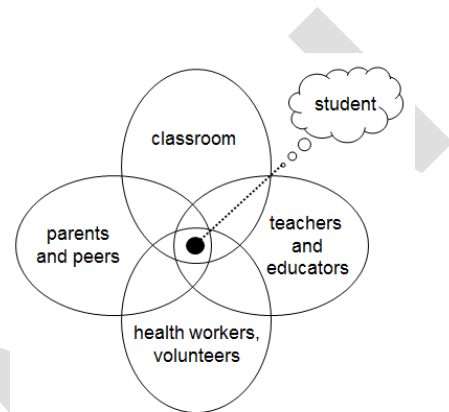 student
classroom
parents
and peers
teachers
and
educators
health workers,
volunteers